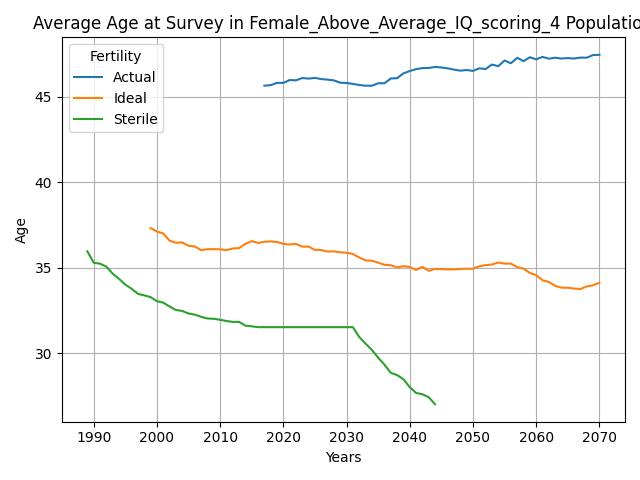 Average Age at Survey in Female_Above_Average_IQ_scoring_4 Populatio
Fertility
Actual
Ideal
Sterile
45
40
35
30
Age
1990 2000 2010 2020 2030 2040 2050 2060 2070
Years